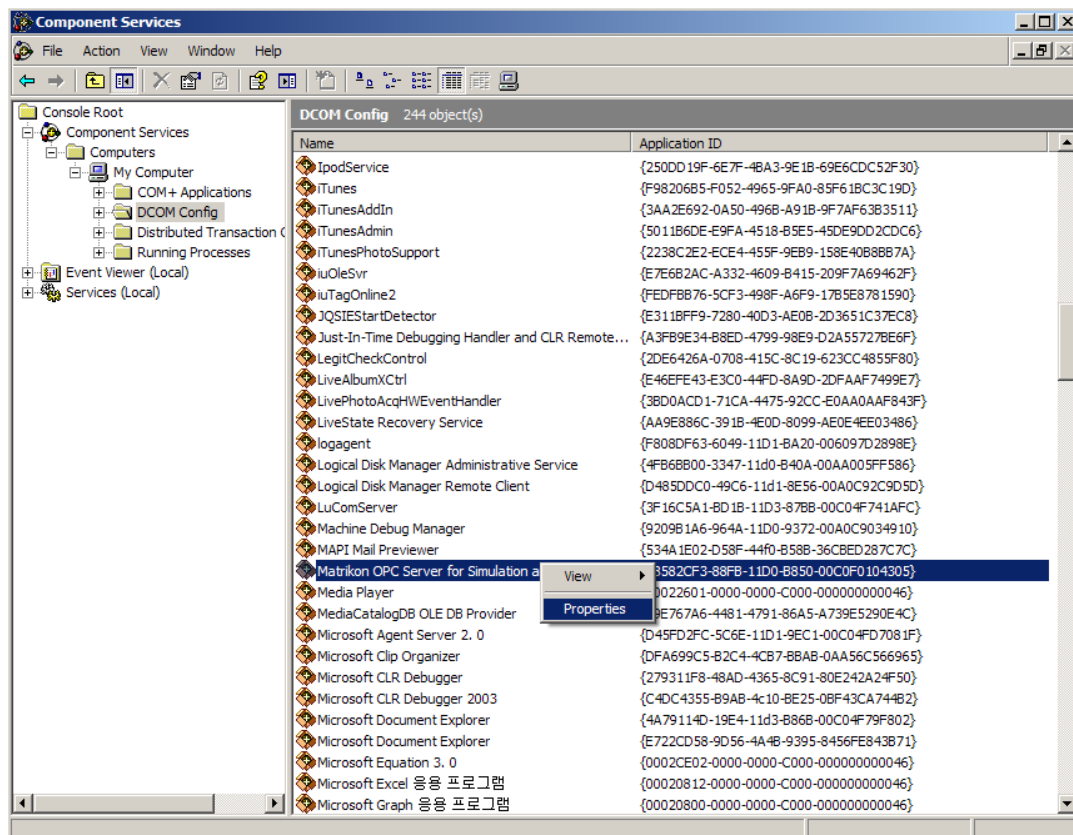 Component Services
File Action View Window Help
Console Root
Component Services
Computers
My Computer
COM+ Applications
DCOM Config
Distributed Transaction C
Running Processes
Event Viewer (Local)
Services (Local)
DCOM Config 244 object(s)
Name Application ID
IpodService {250DD19F-6E7F-4BA3-9E1B-69E6CDC52F30}
iTunes {F98206B5-F052-4965-9FA0-85F61BC3C19D}
iTunesAddIn {3AA2E692-0A50-496B-A91B-9F7AF63B3511}
iTunesAdmin {5011B6DE-E9FA-4518-B5E5-45DE9DD2CDC6}
iTunesPhotoSupport {2238C2E2-ECE4-455F-9EB9-158E40B8BB7A}
iuOleSvr {E7E6B2AC-A332-4609-B415-209F7A69462F}
iuTagOnline2 {FEDFBB76-5CF3-498F-A6F9-17B5E8781590}
JQSIEStartDetector {E311BFF9-7280-40D3-AE0B-2D3651C37EC8}
Just-In-Time Debugging Handler and CLR Remote... {A3FB9E34-B8ED-4799-98E9-D2A55727BE6F}
LegitCheckControl {2DE6426A-0708-415C-8C19-623CC4855F80}
LiveAlbumXCtrl {E46EFE43-E3C0-44FD-8A9D-2DFAAF7499E7}
LivePhotoAcqHWEventHandler {3BD0ACD1-71CA-4475-92CC-E0AA0AAF843F}
LiveState Recovery Service {AA9E886C-391B-4E0D-8099-AE0E4EE03486}
logagent {F808DF63-6049-11D1-BA20-006097D2898E}
Logical Disk Manager Administrative Service {4FB6BB00-3347-11d0-B40A-00AA005FF586}
Logical Disk Manager Remote Client {D485DDC0-49C6-11d1-8E56-00A0C92C9D5D}
LuComServer {3F16C5A1-BD1B-11D3-87BB-00C04F741AFC}
Machine Debug Manager {9209B1A6-964A-11D0-9372-00A0C9034910}
MAPI Mail Previewer {534A1E02-D58F-44f0-B58B-36CBED287C7C}
Matrikon OPC Server for Simulation a 3582CF3-88FB-11D0-B850-00C0F0104305}
View
Media Player 0022601-0000-0000-C000-000000000046}
Properties
MediaCatalogDB OLE DB Provider 9E767A6-4481-4791-86A5-A739E5290E4C}
Microsoft Agent Server 2. 0 {D45FD2FC-5C6E-11D1-9EC1-00C04FD7081F}
Microsoft Clip Organizer {DFA699C5-B2C4-4CB7-BBAB-0AA56C566965}
Microsoft CLR Debugger {279311F8-48AD-4365-8C91-80E242A24F50}
Microsoft CLR Debugger 2003 {C4DC4355-B9AB-4c10-BE25-0BF43CA744B2}
Microsoft Document Explorer {4A79114D-19E4-11d3-B86B-00C04F79F802}
Microsoft Document Explorer {E722CD58-9D56-4A4B-9395-8456FE843B71}
Microsoft Equation 3. 0 {0002CE02-0000-0000-C000-000000000046}
Microsoft Excel 응용 프로그램 {00020812-0000-0000-C000-000000000046}
Microsoft Graph 응용 프로그램 {00020800-0000-0000-C000-000000000046}